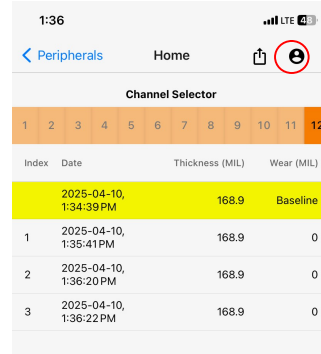 1:36 LTE 48
Peripherals Home
Channel Selector
1 2 3 4 5 6 7 8 9 10 11 12
Index Date Thickness (MIL) Wear (MIL)
2025-04-10,
1:34:39 PM 168.9 Baseline
1 2025-04-10,
1:35:41 PM 168.9 0
2 2025-04-10,
1:36:20 PM 168.9 0
3 2025-04-10,
1:36:22 PM 168.9 0